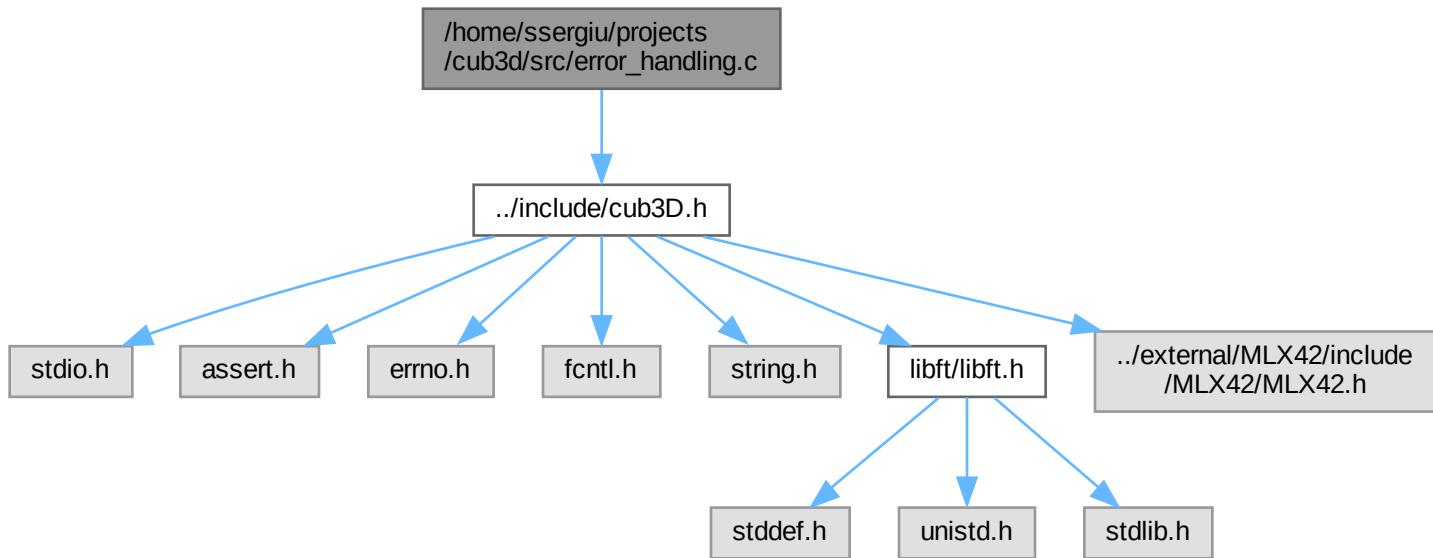 /home/ssergiu/projects
/cub3d/src/error_handling.c
../include/cub3D.h
stdio.h
assert.h
errno.h
fcntl.h
string.h
libft/libft.h
../external/MLX42/include
/MLX42/MLX42.h
stddef.h
unistd.h
stdlib.h